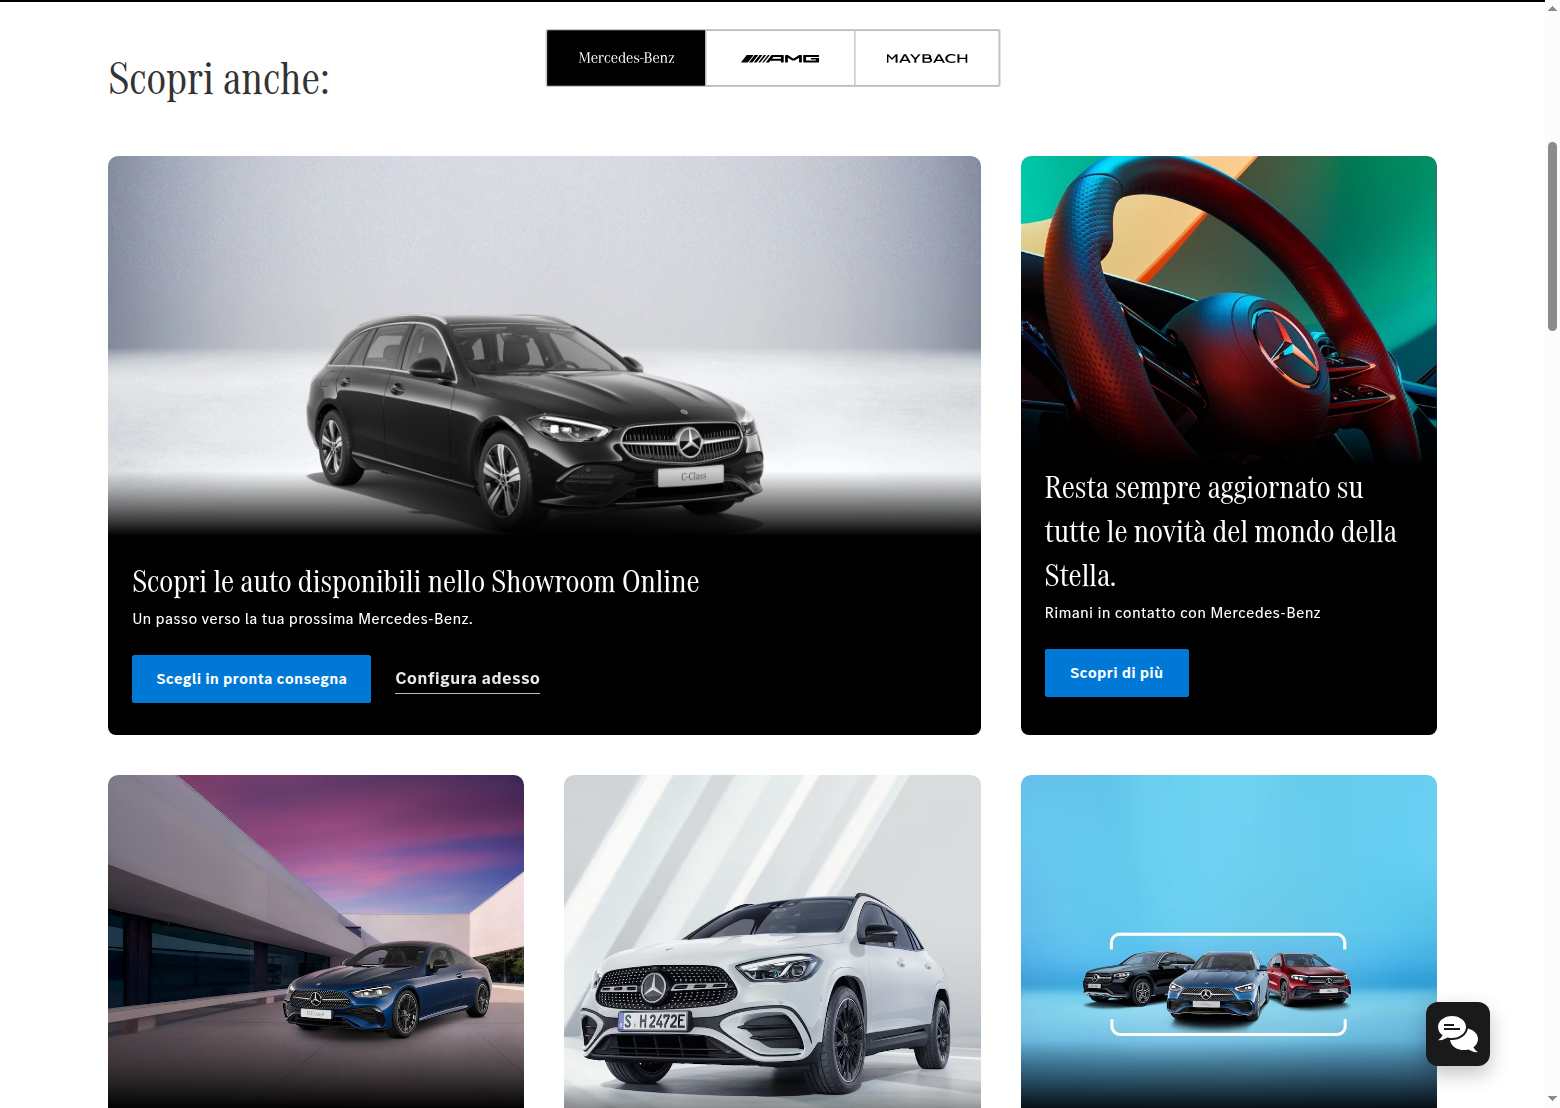 Scopri anche:
Mercedes-Benz
AMG
MAYBACH
Scopri le auto disponibili nello Showroom Online
Un passo verso la tua prossima Mercedes-Benz.
Scegli in pronta consegna
Configura adesso
C-Class
Resta sempre aggiornato su
tutte le novità del mondo della
Stella.
Rimani in contatto con Mercedes-Benz
Scopri di più
S H 2472E